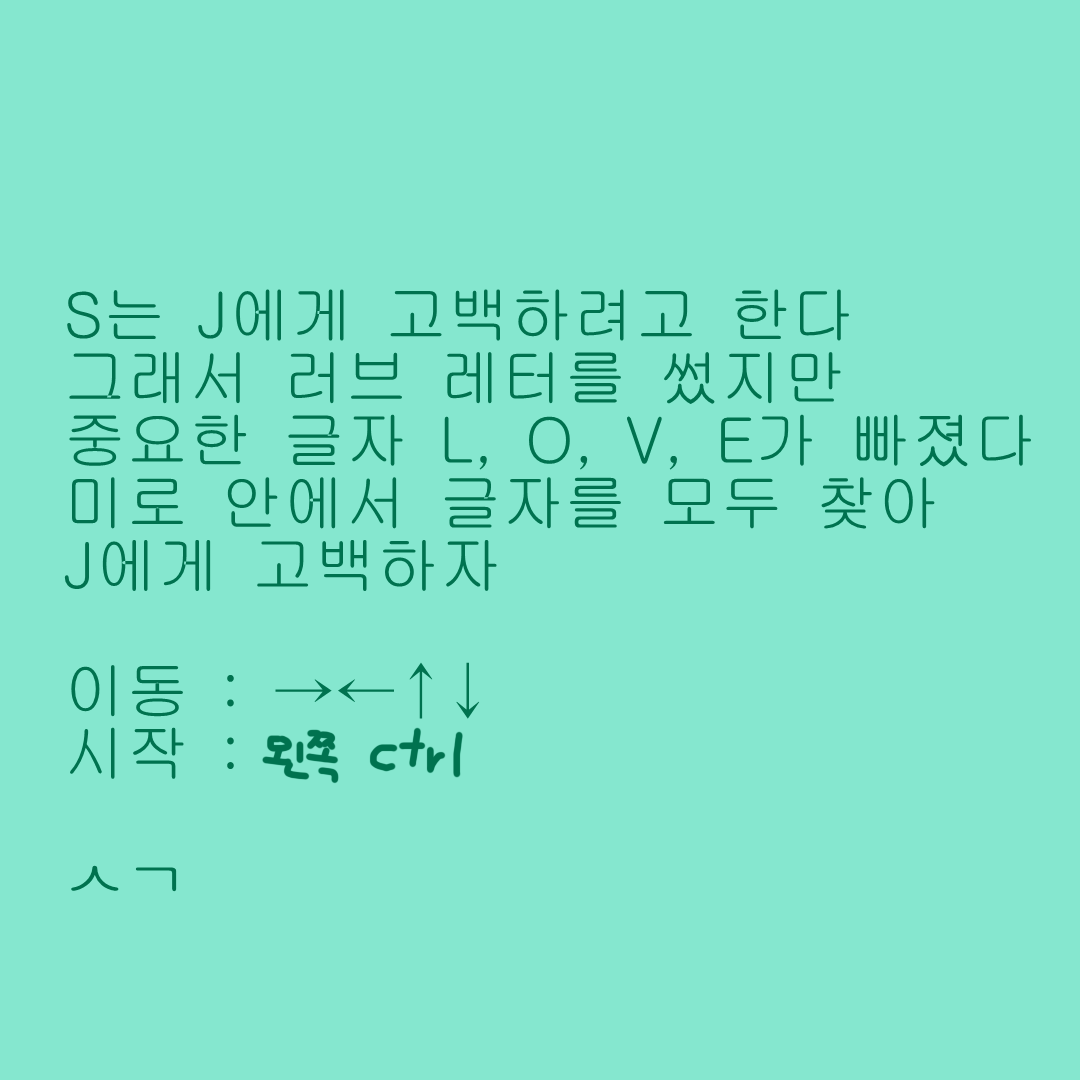 S는 J에게 고백하려고 한다
그래서 러브 레터를 썼지만
중요한 글자 L, O, V, E가 빠졌다
미로 안에서 글자를 모두 찾아
J에게 고백하자
이동 : →←↑↓
시작 : 왼쪽 ctrl
ㅅㄱ